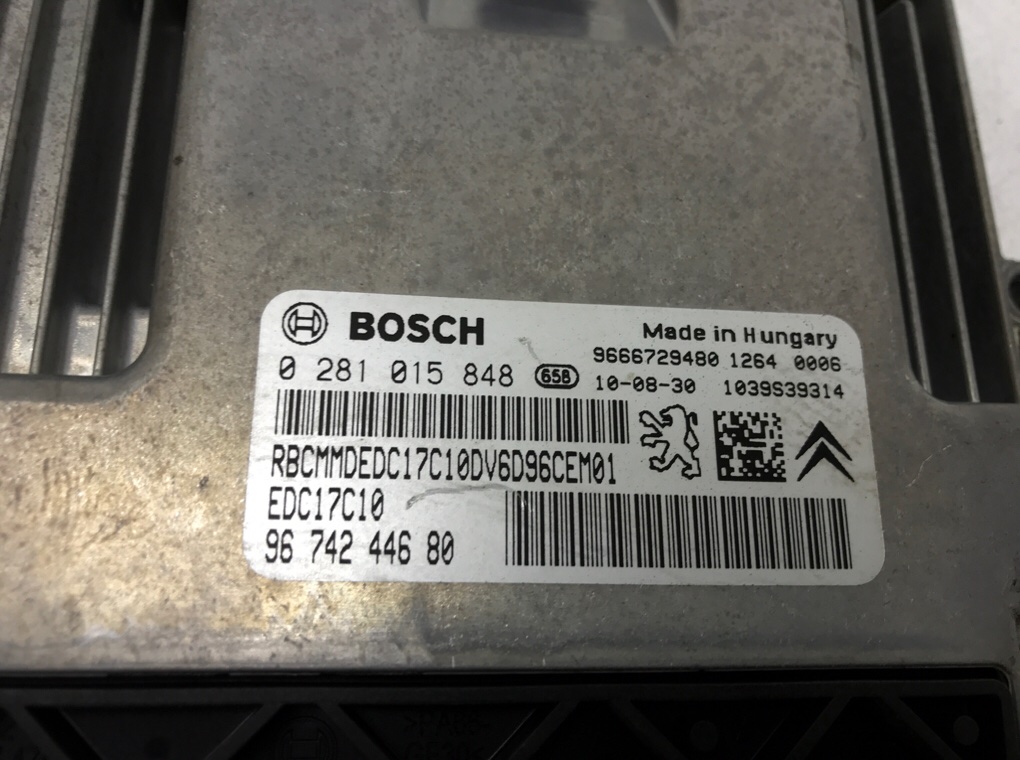 BOSCH
Made in Hungary
9666729480 1264 0006
0 281 015 848 658 10-08-30 1039S39314
RBCMMDEDC17C10DV6D96CEM01
EDC17C10
96 742 446 80